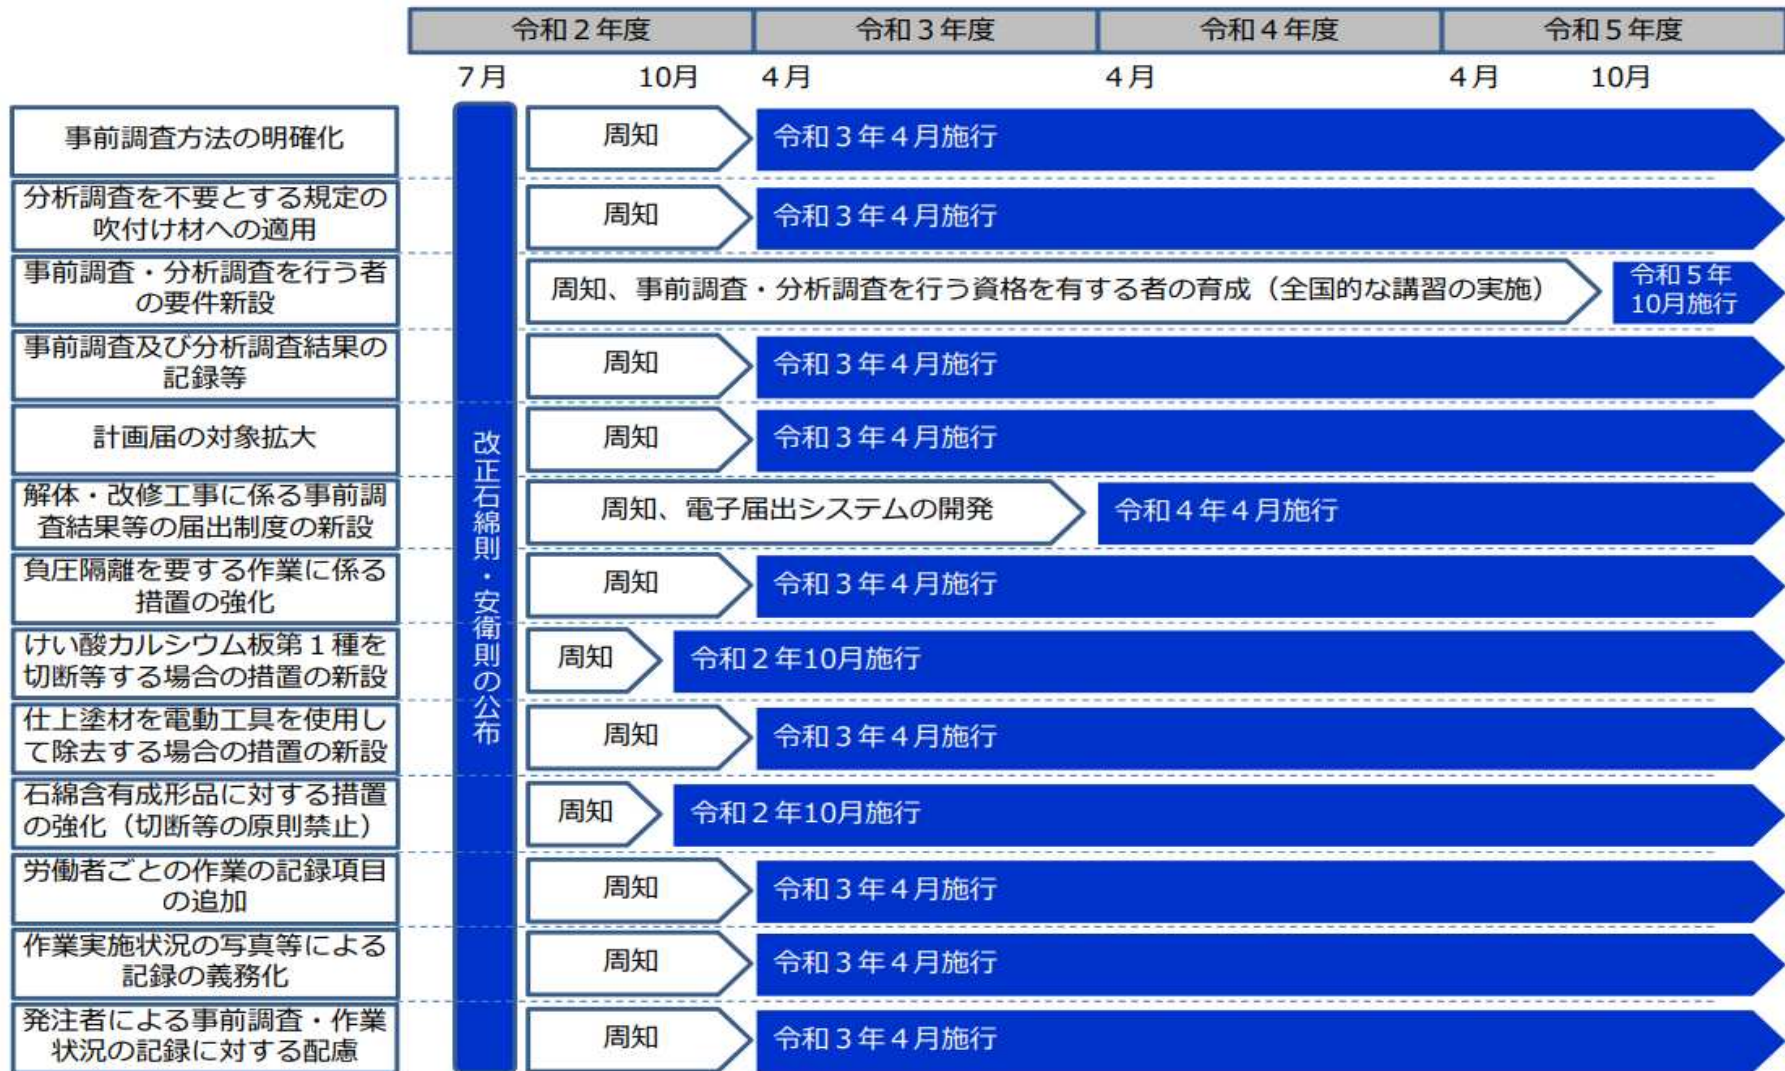 令和２年度 令和３年度 令和４年度 令和５年度
７月 10月 ４月 ４月 ４月 10月
改正石綿則・安衛則の公布
事前調査方法の明確化
周知
令和３年４月施行
分析調査を不要とする規定の
吹付け材への適用
周知
令和３年４月施行
事前調査・分析調査を行う者
の要件新設
周知、事前調査・分析調査を行う資格を有する者の育成（全国的な講習の実施）
令和５年
10月施行
事前調査及び分析調査結果の
記録等
周知
令和３年４月施行
計画届の対象拡大
周知
令和３年４月施行
解体・改修工事に係る事前調
査結果等の届出制度の新設
周知、電子届出システムの開発
令和４年４月施行
負圧隔離を要する作業に係る
措置の強化
周知
令和３年４月施行
けい酸カルシウム板第１種を
切断等する場合の措置の新設
周知
令和２年10月施行
仕上塗材を電動工具を使用し
て除去する場合の措置の新設
周知
令和３年４月施行
石綿含有成形品に対する措置
の強化（切断等の原則禁止）
周知
令和２年10月施行
労働者ごとの作業の記録項目
の追加
周知
令和３年４月施行
作業実施状況の写真等による
記録の義務化
周知
令和３年４月施行
発注者による事前調査・作業
状況の記録に対する配慮
周知
令和３年４月施行